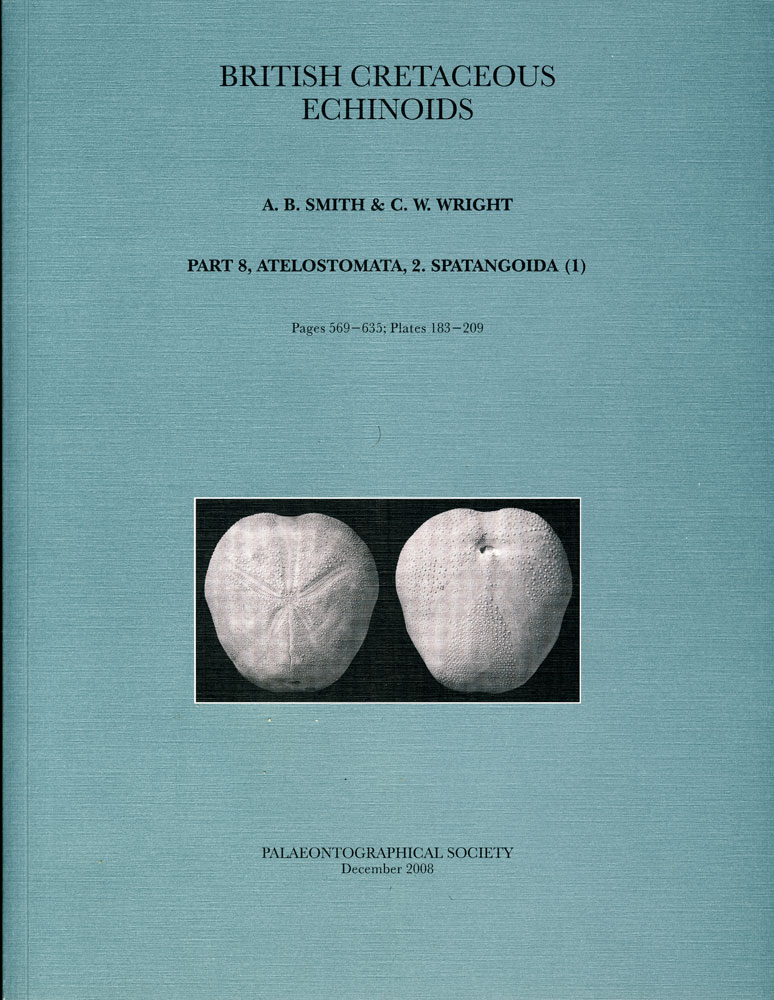 BRITISH CRETACEOUS
ECHINOIDS
A. B. SMITH & C. W. WRIGHT
PART 8, ATELOSTOMATA, 2. SPATANGOIDA (1)
Pages 569–635; Plates 183–209
PALAEONTOGRAPHICAL SOCIETY
December 2008